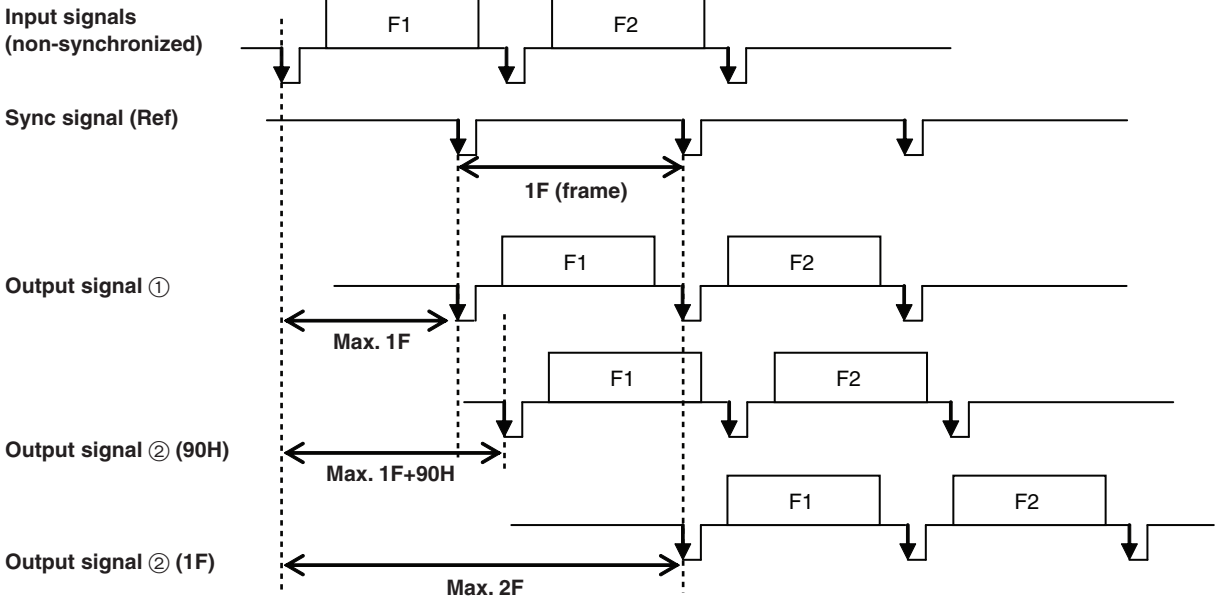 Input signals
(non-synchronized)
F1
F2
Sync signal (Ref)
1F (frame)
F1
F2
Output signal ①
Max. 1F
F1
F2
Output signal ② (90H)
Max. 1F+90H
F1
F2
Output signal ② (1F)
Max. 2F